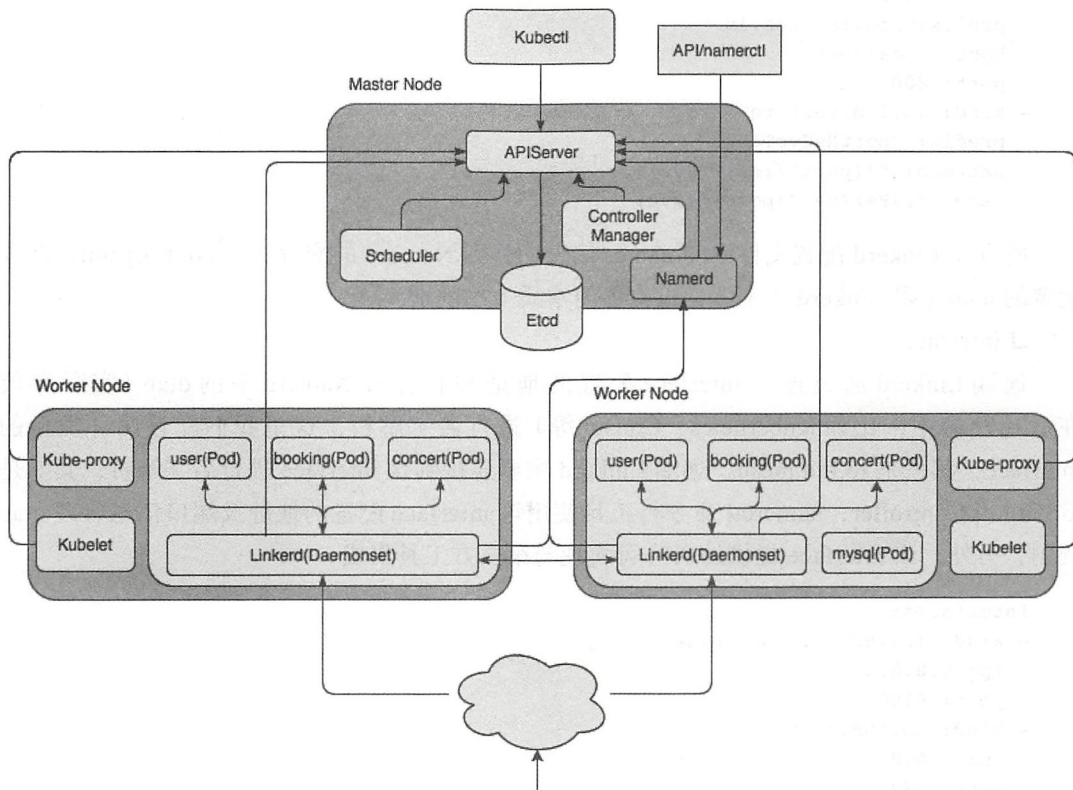 Kubectl
API/namerctl
Master Node
APIServer
Controller
Manager
Scheduler
Namerd
Etcd
Worker Node
Kube-proxy
user(Pod)
booking(Pod)
concert(Pod)
Kubelet
Linkerd(Daemonset)
Worker Node
user(Pod)
booking(Pod)
concert(Pod)
Kube-proxy
Linkerd(Daemonset)
mysql(Pod)
Kubelet